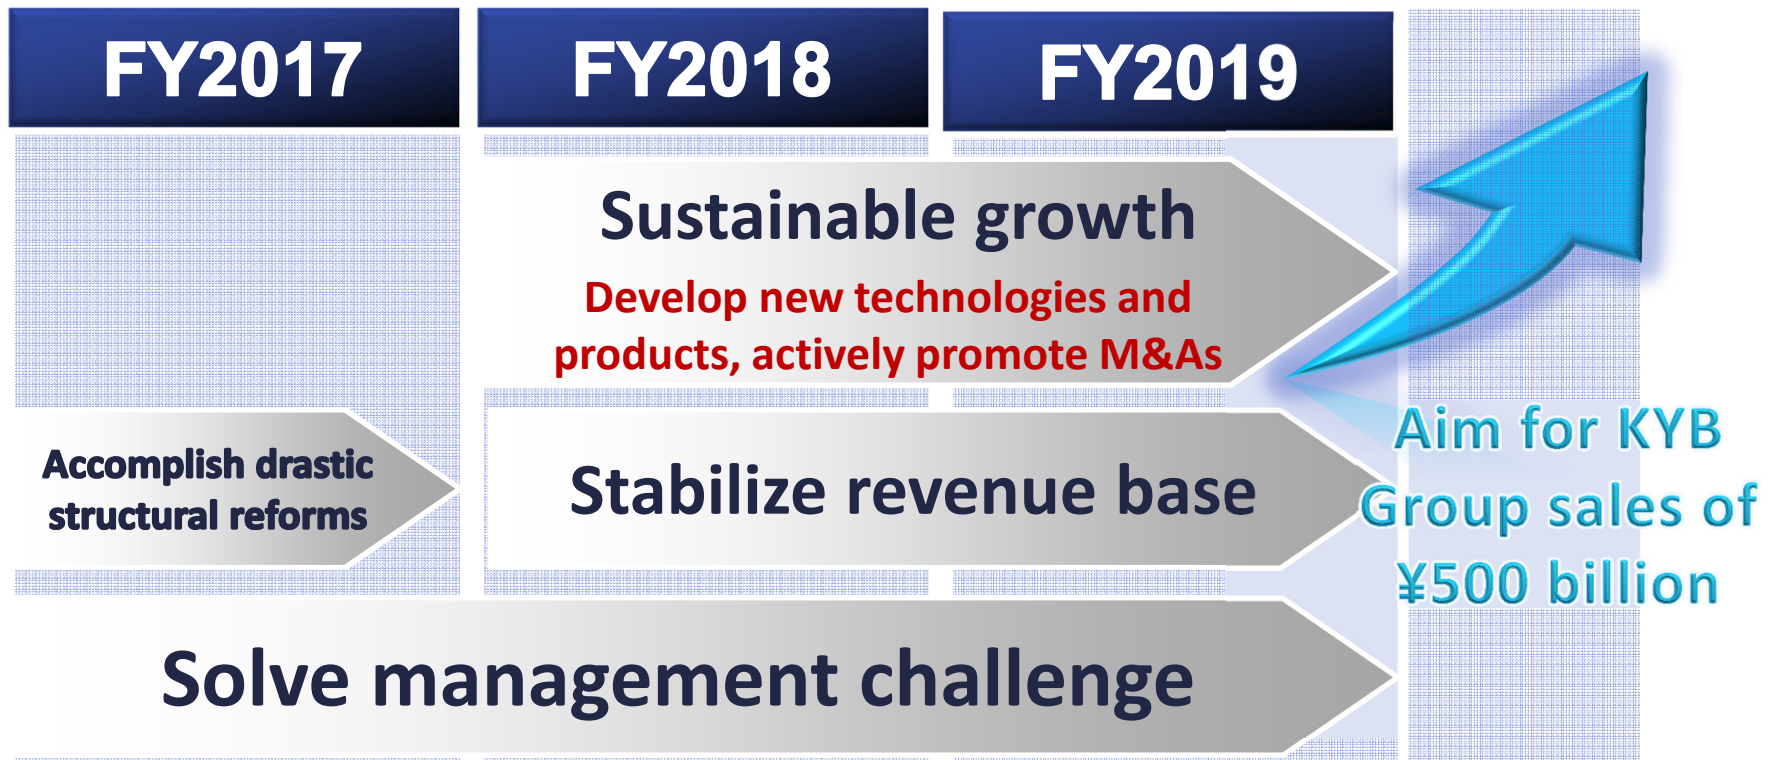 FY2017
FY2018
FY2019
Sustainable growth
Develop new technologies and
products, actively promote M&As
Accomplish drastic
structural reforms
Stabilize revenue base
Aim for KYB
Group sales of
¥500 billion
Solve management challenge